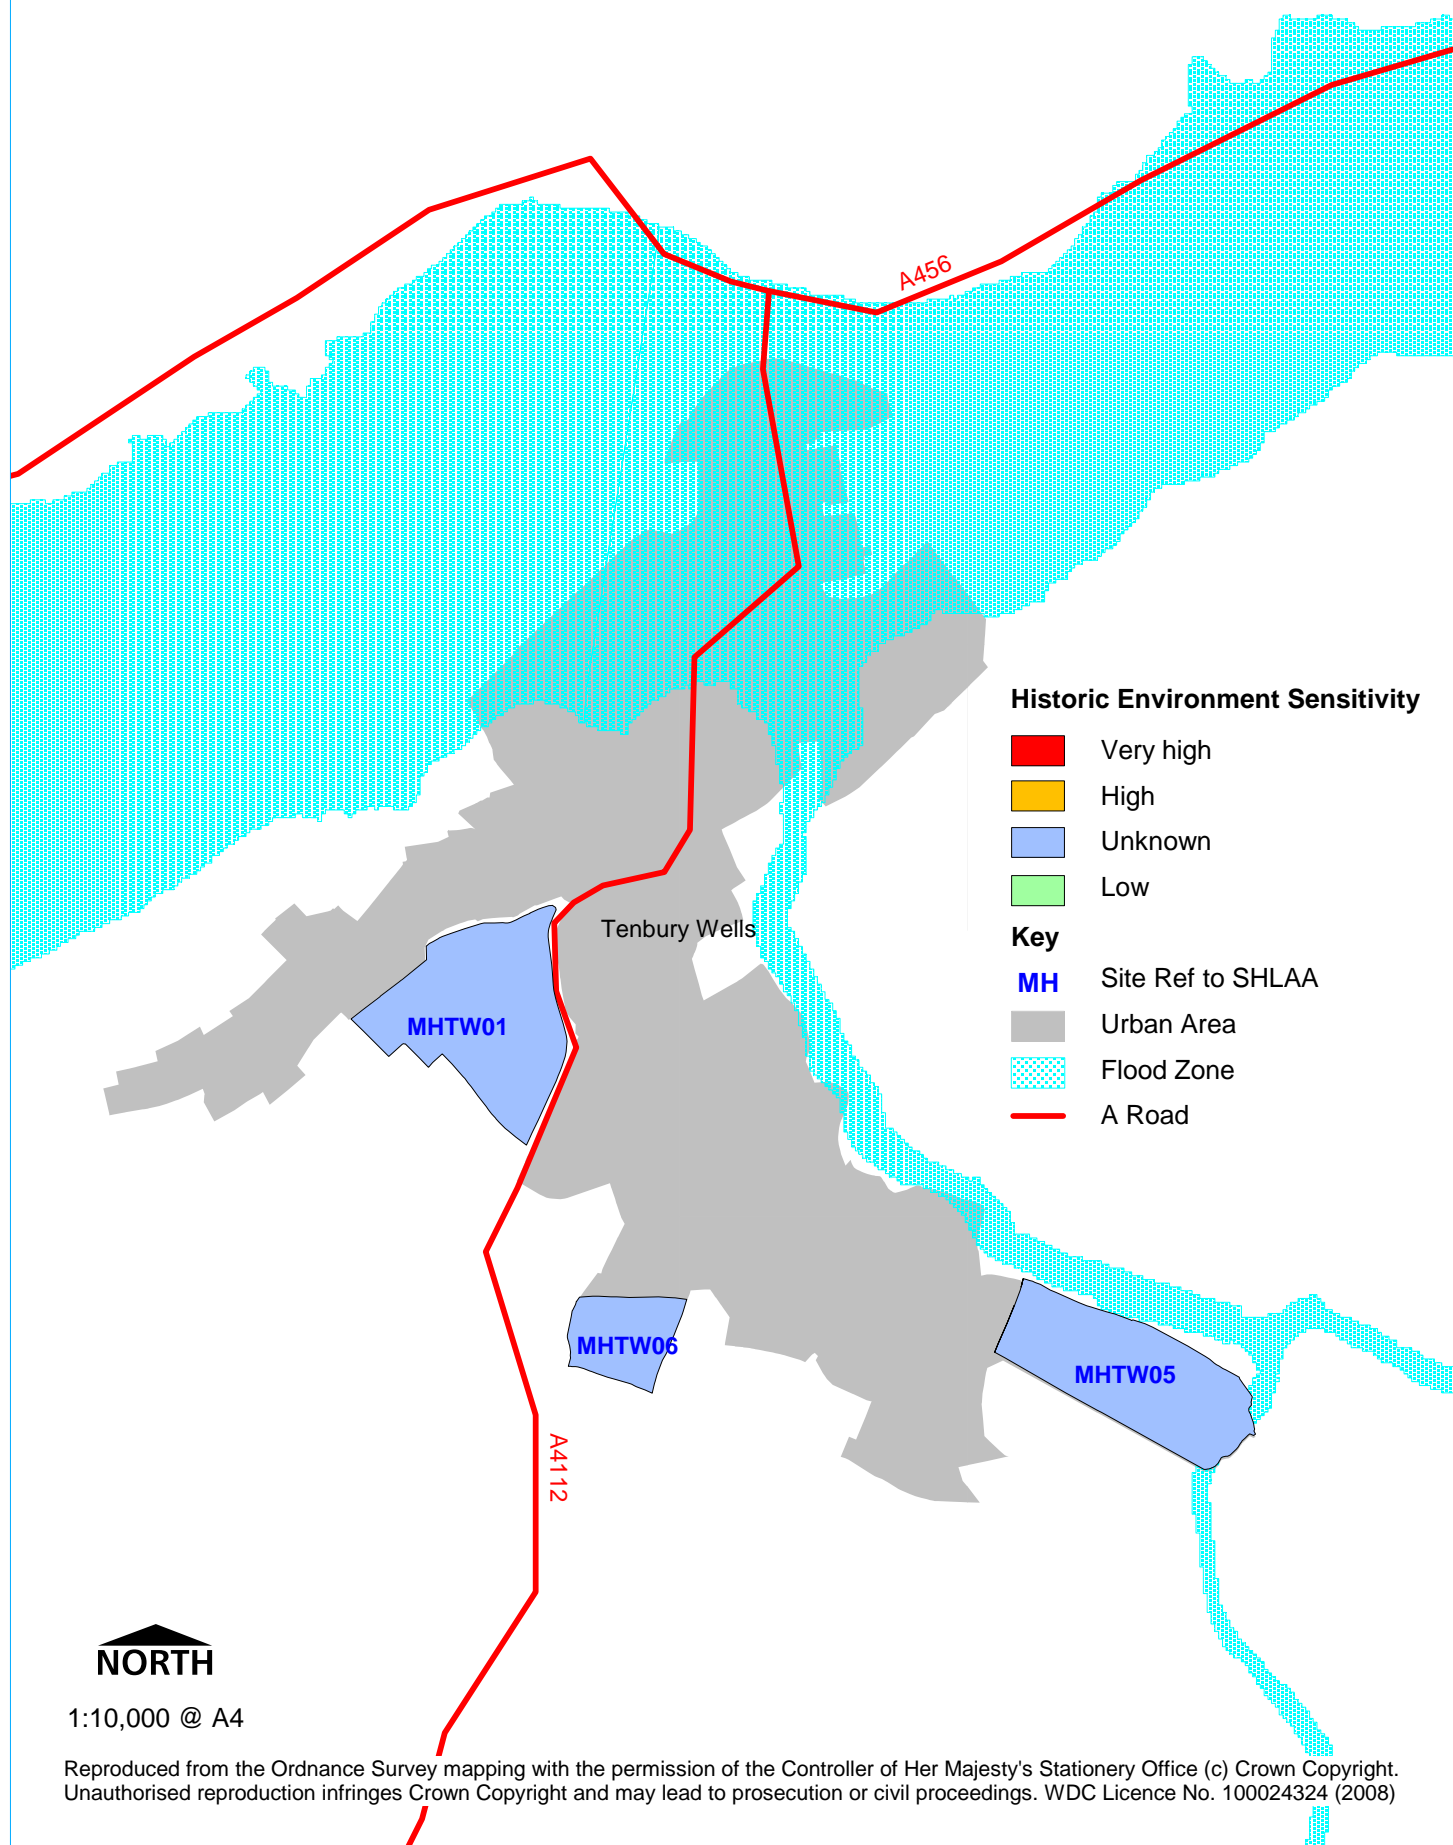 A456
Historic Environment Sensitivity
Very high
High
Unknown
Low
Key
MH Site Ref to SHLAA
Urban Area
Flood Zone
A Road
Tenbury Wells
MHTW01
MHTW06
MHTW05
A4112
NORTH
1:10,000 @ A4
Reproduced from the Ordnance Survey mapping with the permission of the Controller of Her Majesty's Stationery Office (c) Crown Copyright.
Unauthorised reproduction infringes Crown Copyright and may lead to prosecution or civil proceedings. WDC Licence No. 100024324 (2008)